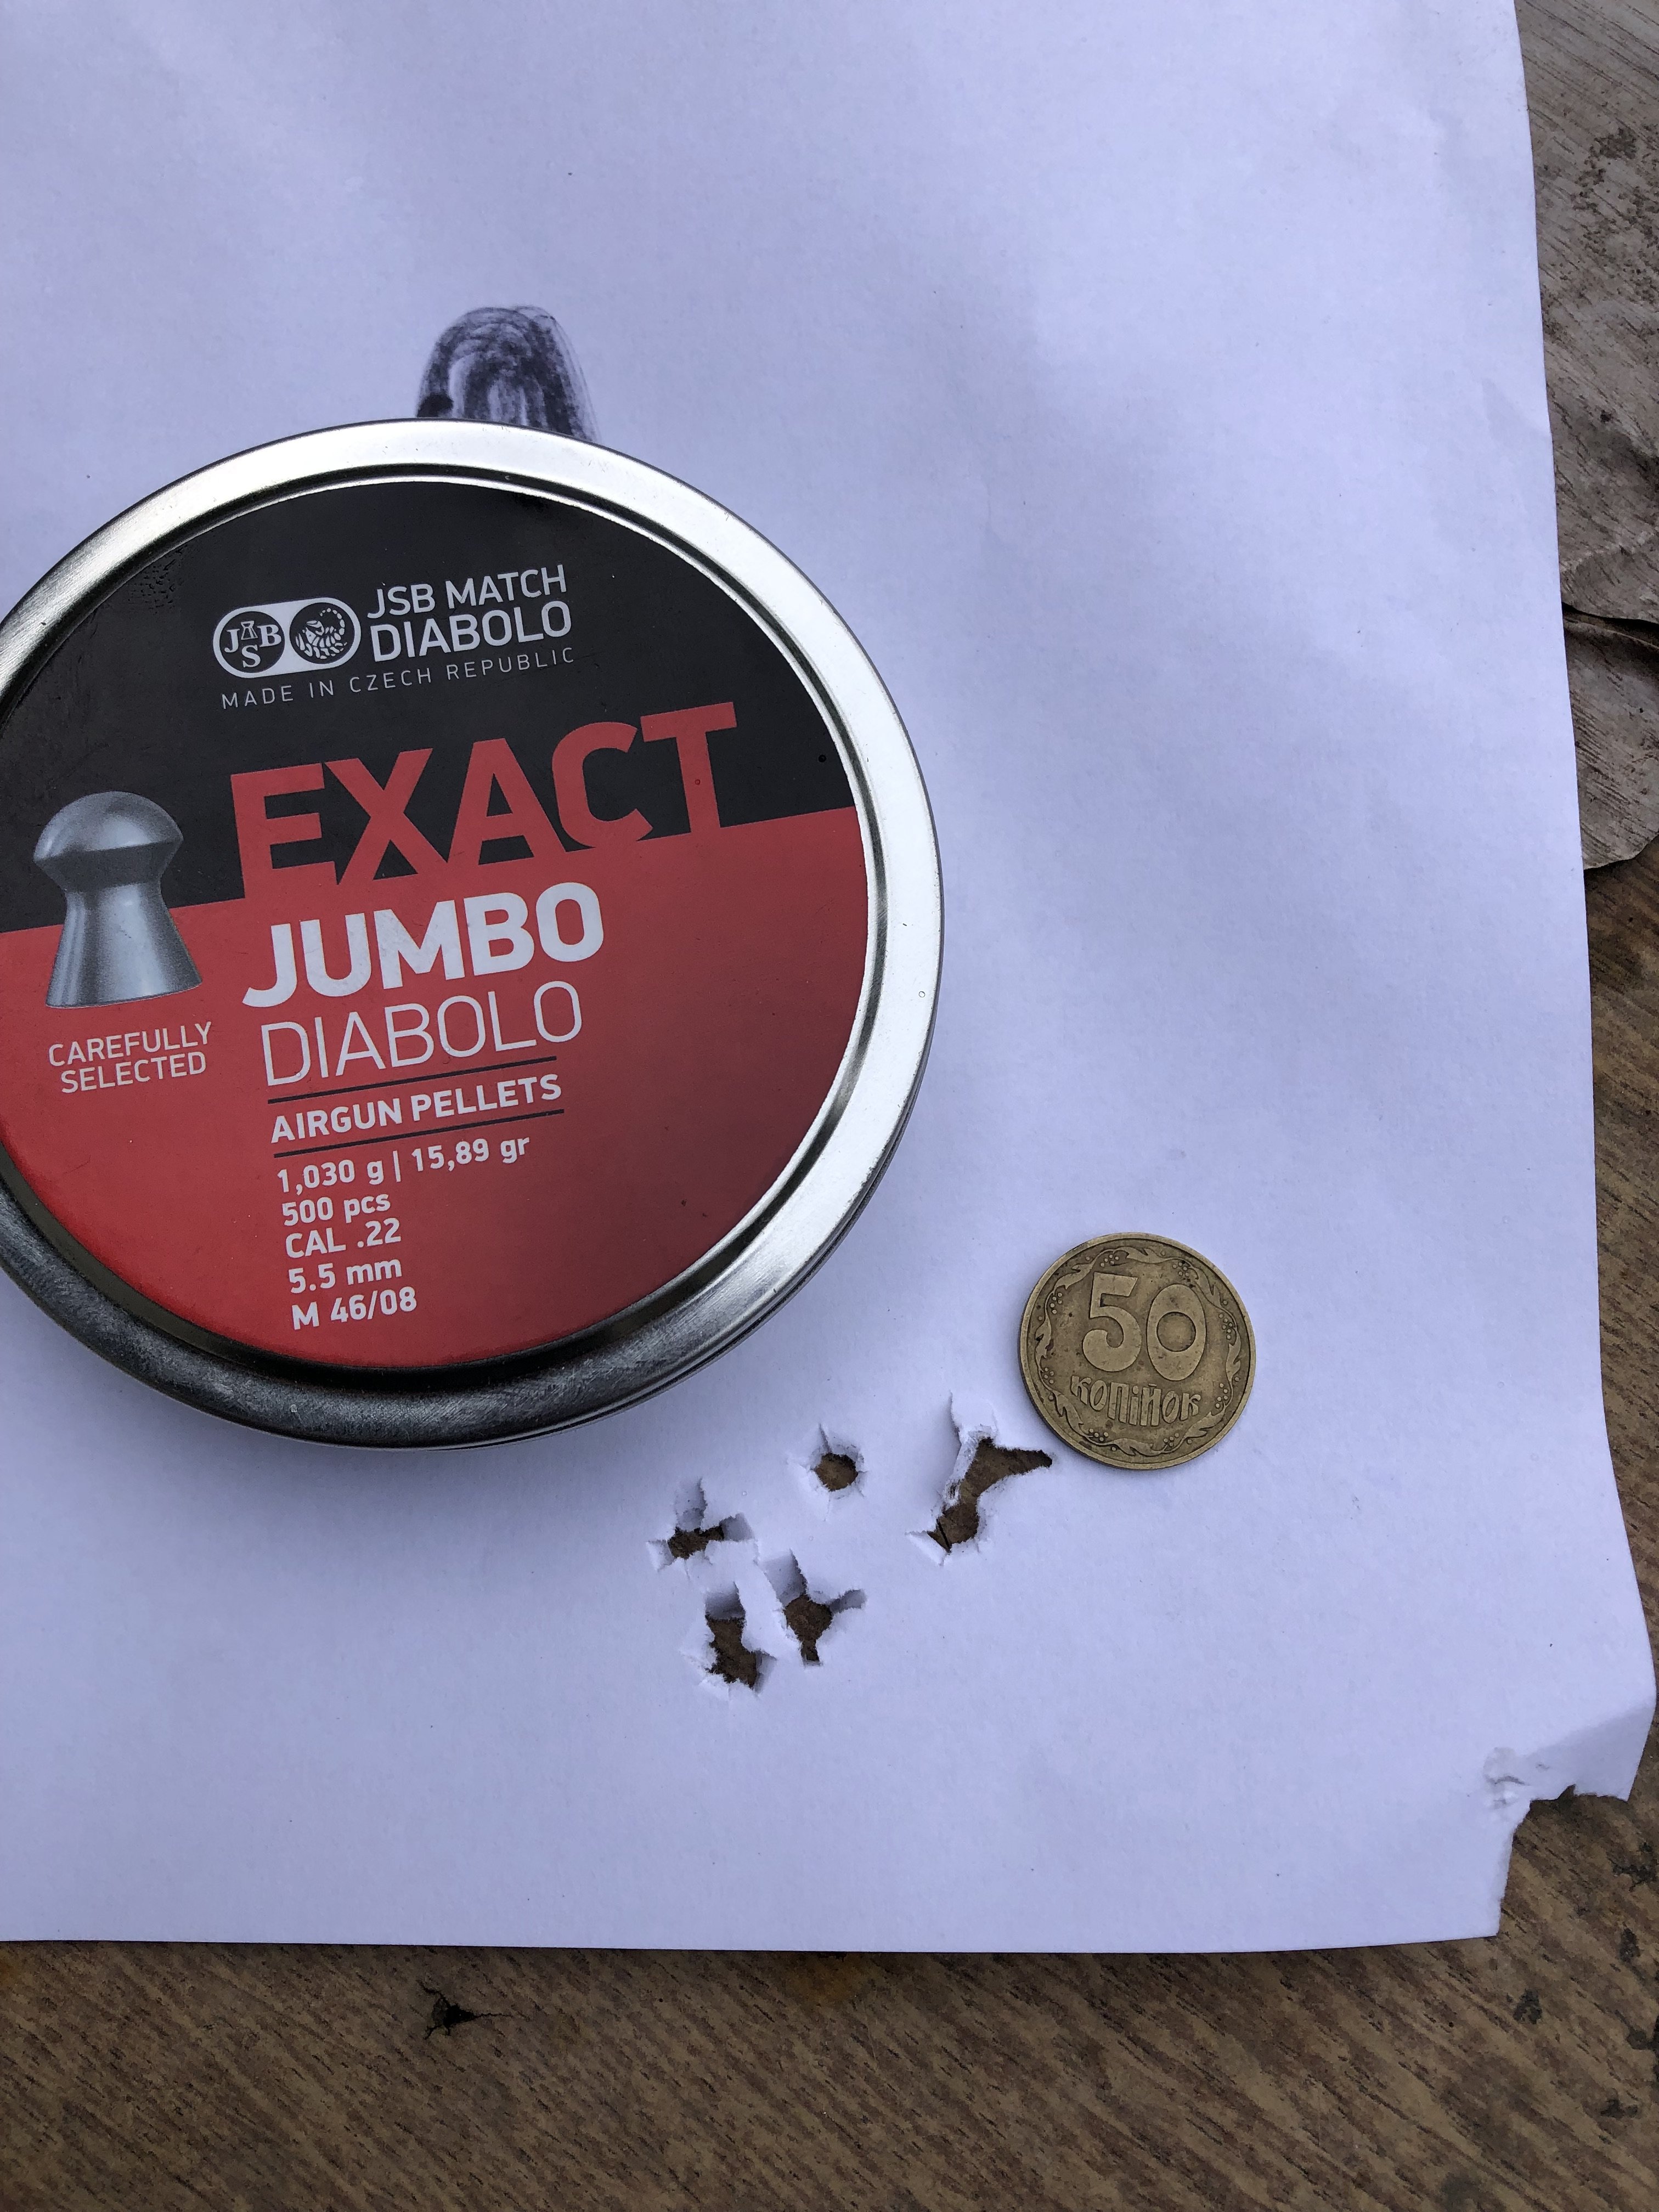 JSB
JSB MATCH
DIABOLO
MADE IN CZECH REPUBLIC
EXACT
JUMBO
DIABOLO
CAREFULLY
SELECTED
AIRGUN PELLETS
1,030 g | 15,89 gr
500 pcs
CAL .22
5.5 mm
M 46/08
50
КОПІЙОК